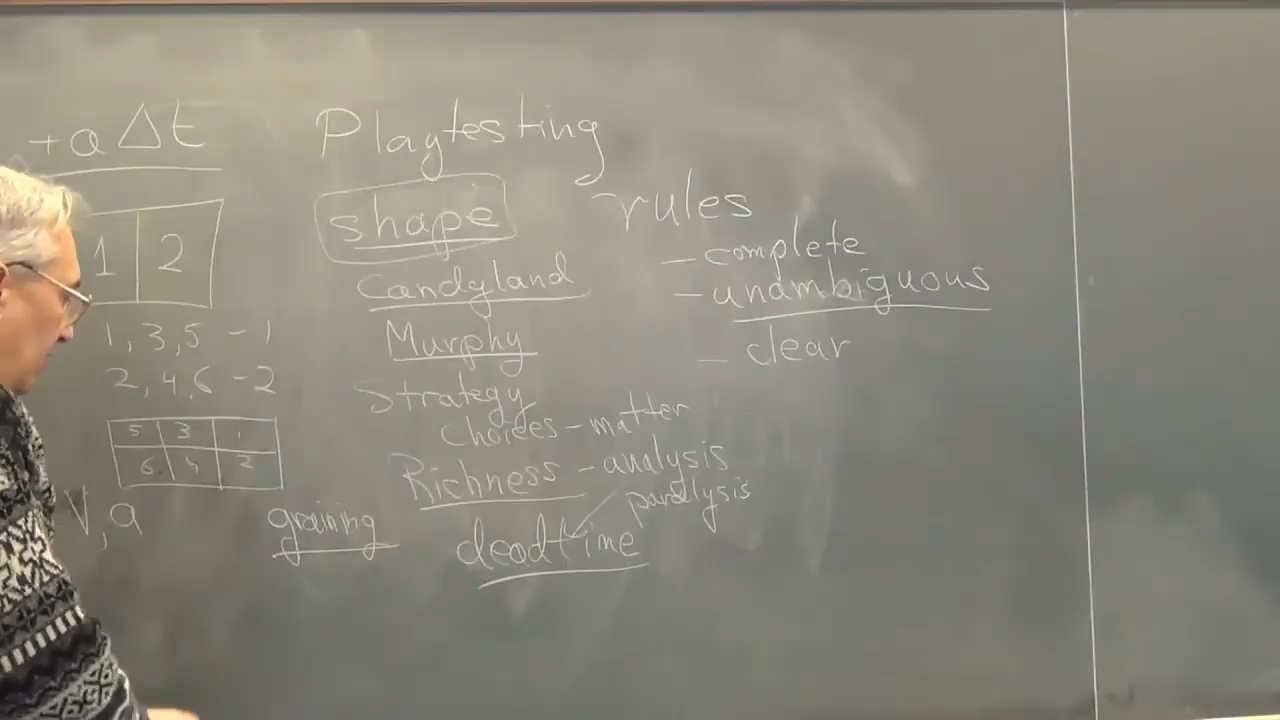 + a Δt
1 2
1, 3, 5 - 1
2, 4, 6 - 2
5 3 1
6 4 2
V, a
graining
Playtesting
shape
Candyland
Murphy
Strategy
choices - matter
Richness - analysis
paralysis
deadtime
rules
- complete
- unambiguous
- clear